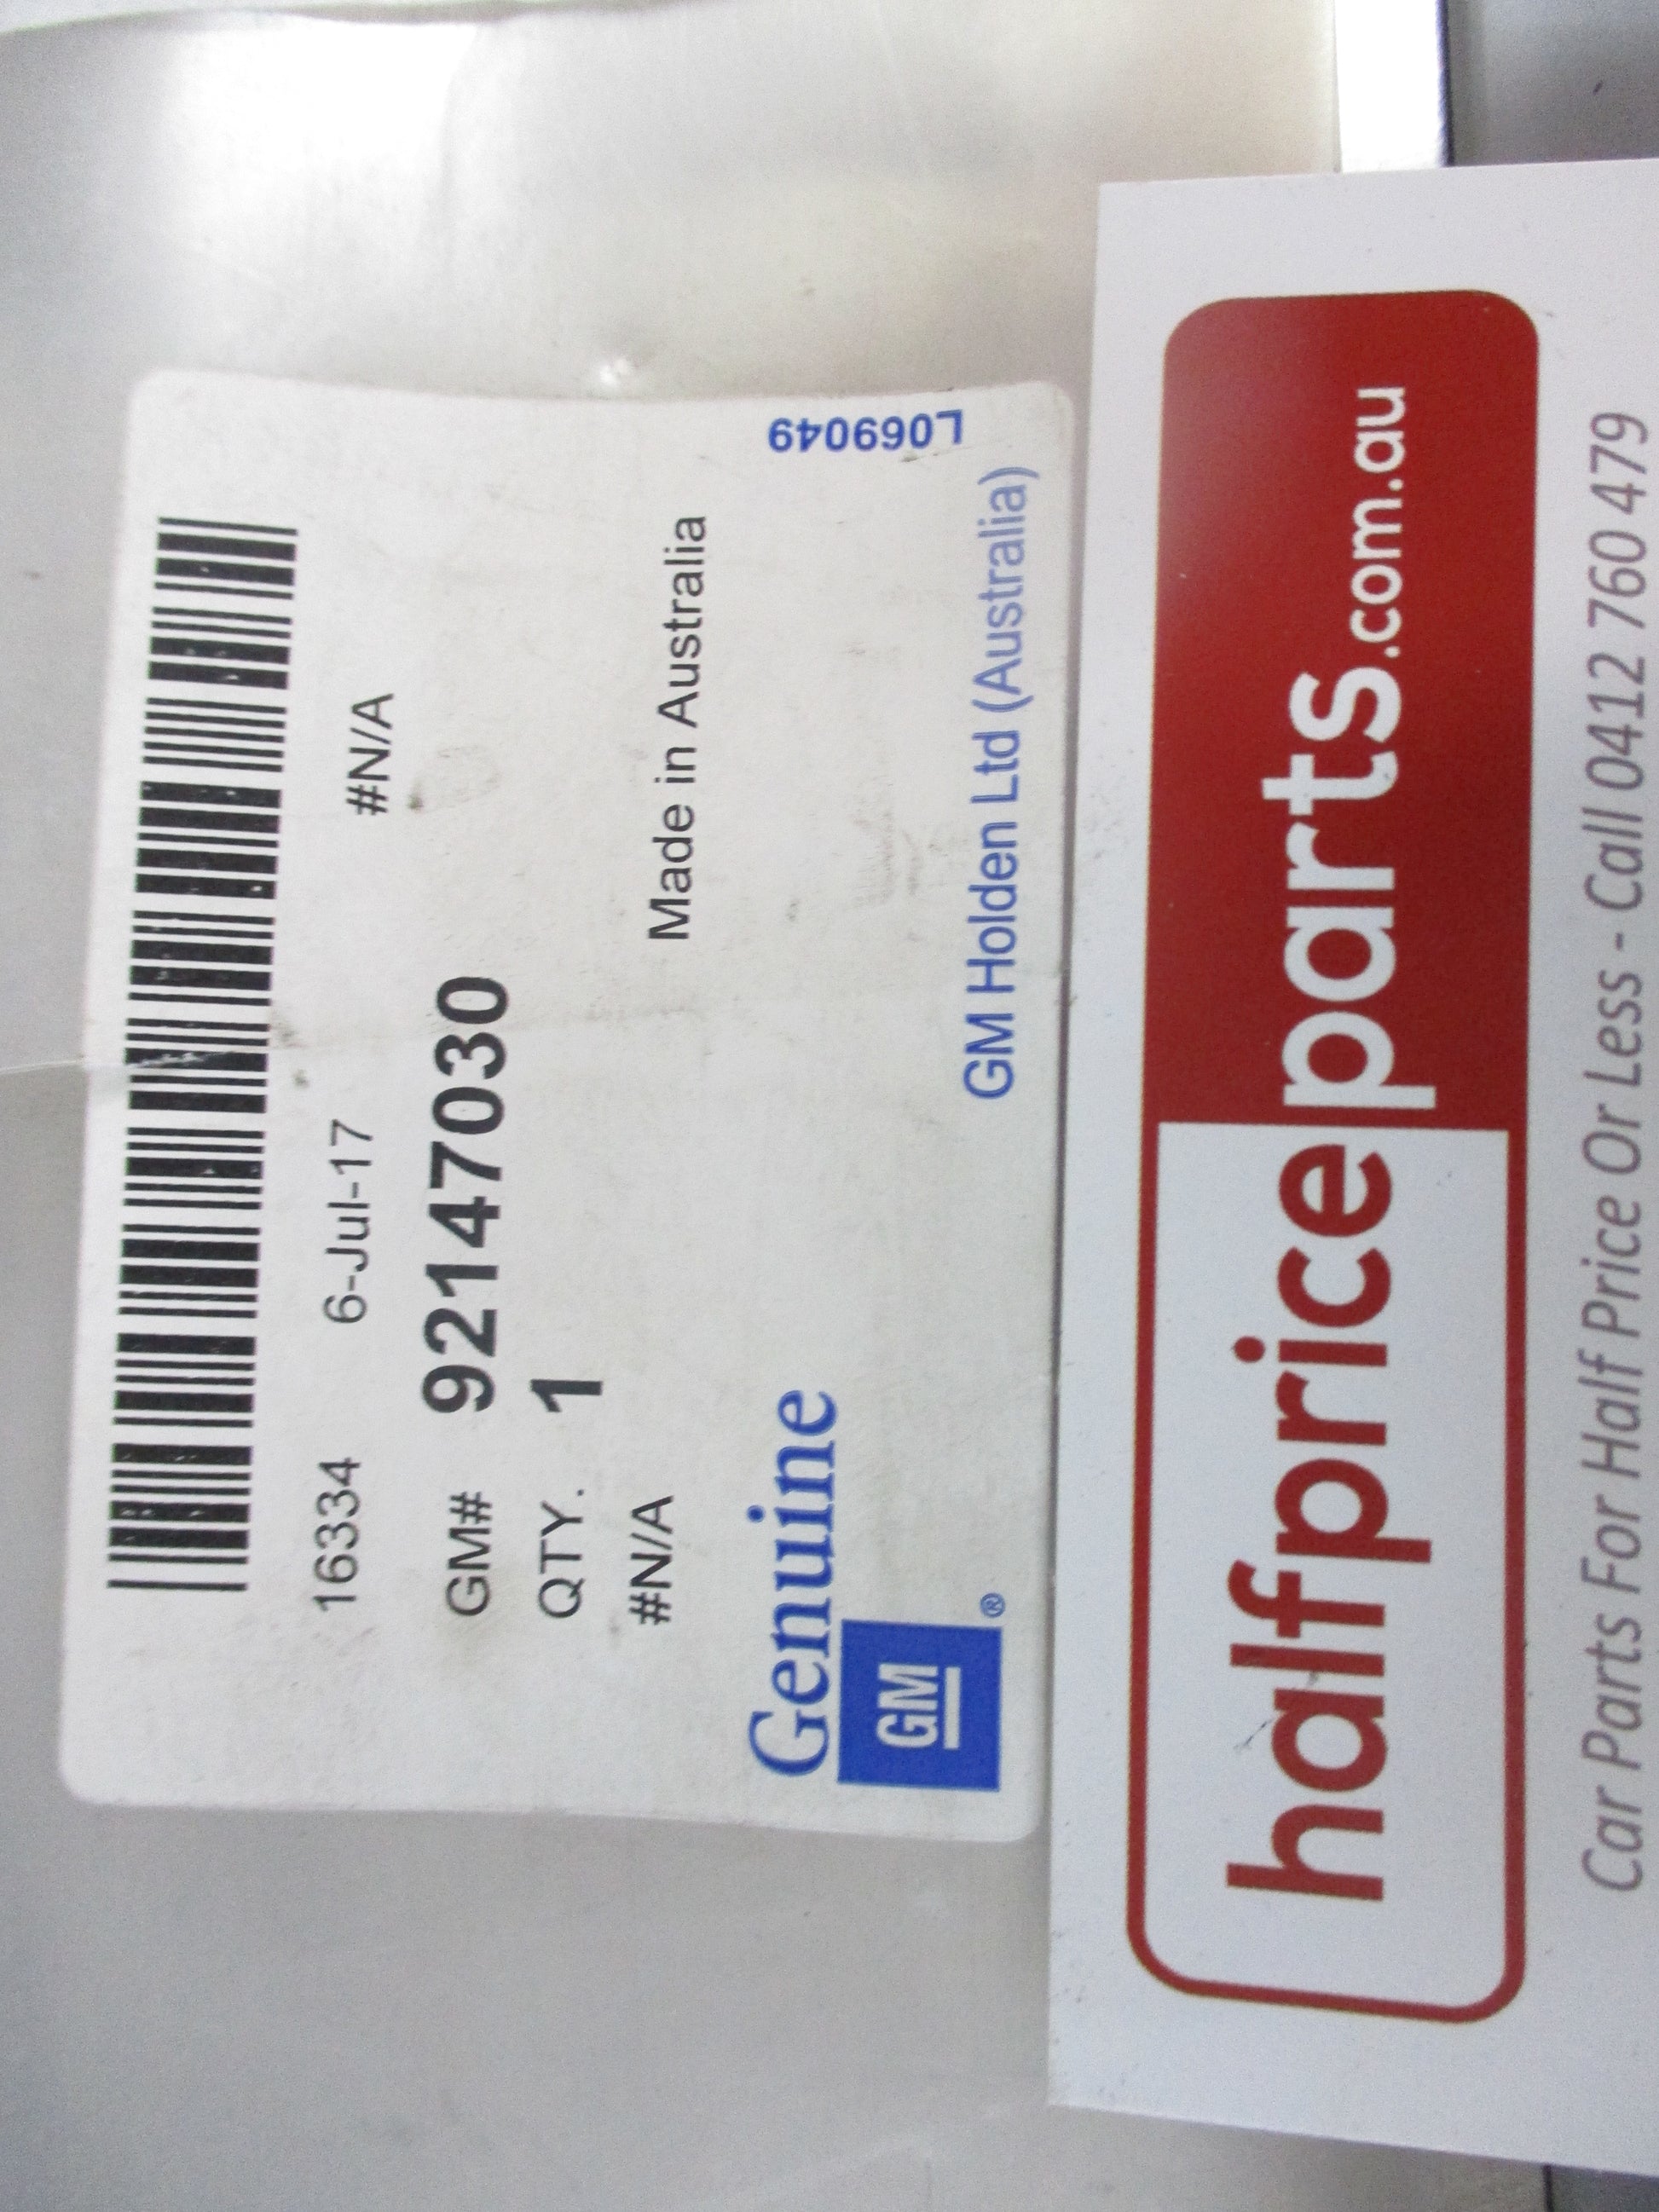 16334 6-Jul-17 #N/A
GM# 92147030
QTY. 1
#N/A Made in Australia
Genuine
GM ®
GM Holden Ltd (Australia)
L069049
halfpriceparts.com.au
Car Parts For Half Price Or Less - Call 0412 760 479